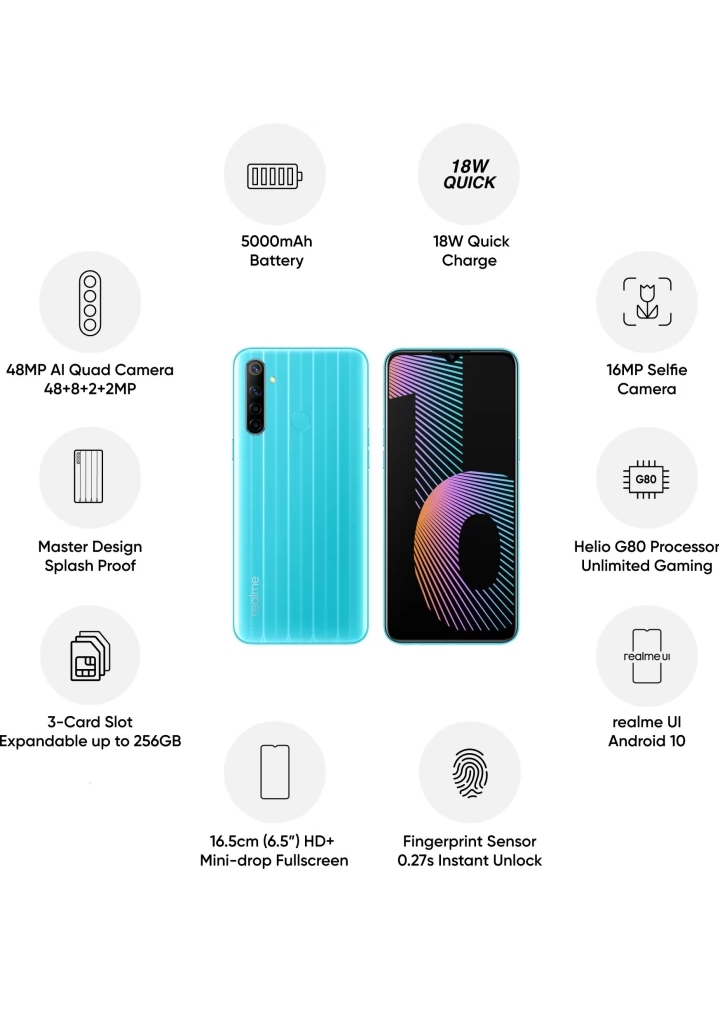 18W
QUICK
5000mAh
Battery
18W Quick
Charge
48MP AI Quad Camera
48+8+2+2MP
16MP Selfie
Camera
realme
G80
Master Design
Splash Proof
Helio G80 Processor
Unlimited Gaming
realme UI
3-Card Slot
Expandable up to 256GB
realme UI
Android 10
16.5cm (6.5”) HD+
Mini-drop Fullscreen
Fingerprint Sensor
0.27s Instant Unlock